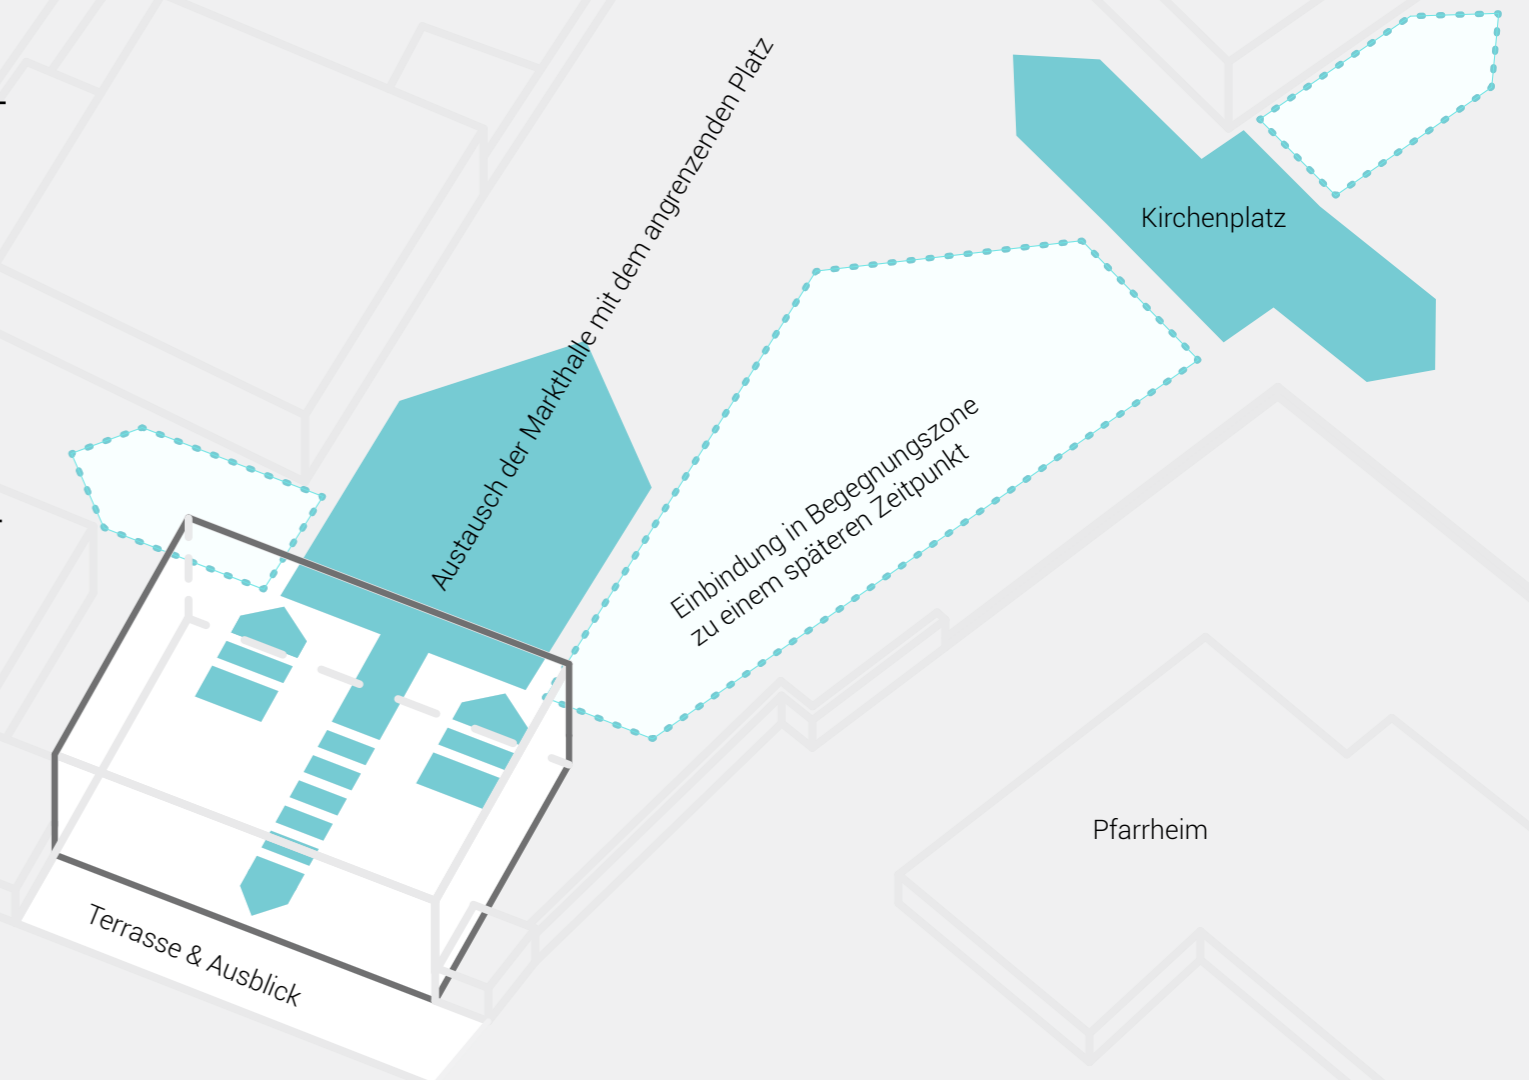 Austausch der Markthalle mit dem angrenzenden Platz
Kirchenplatz
Einbindung in Begegnungszone
zu einem späteren Zeitpunkt
Pfarrheim
Terrasse & Ausblick